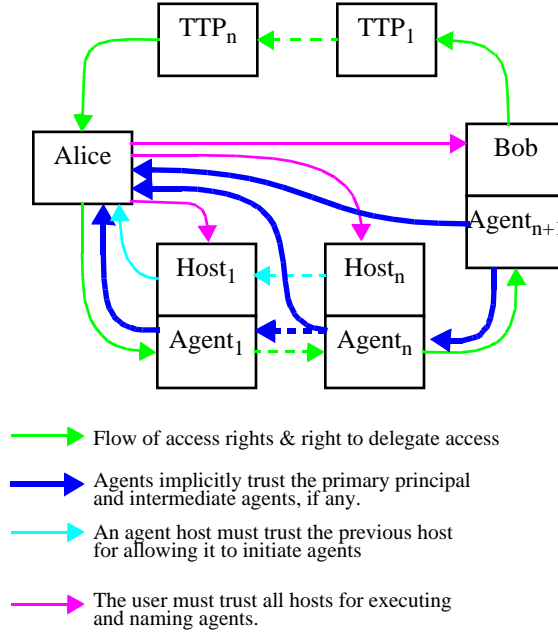 TTPn TTP1
Alice Bob
Agentn+1
Host1 Hostn
Agent1 Agentn
Flow of access rights & right to delegate access
Agents implicitly trust the primary principal
and intermediate agents, if any.
An agent host must trust the previous host
for allowing it to initiate agents
The user must trust all hosts for executing
and naming agents.